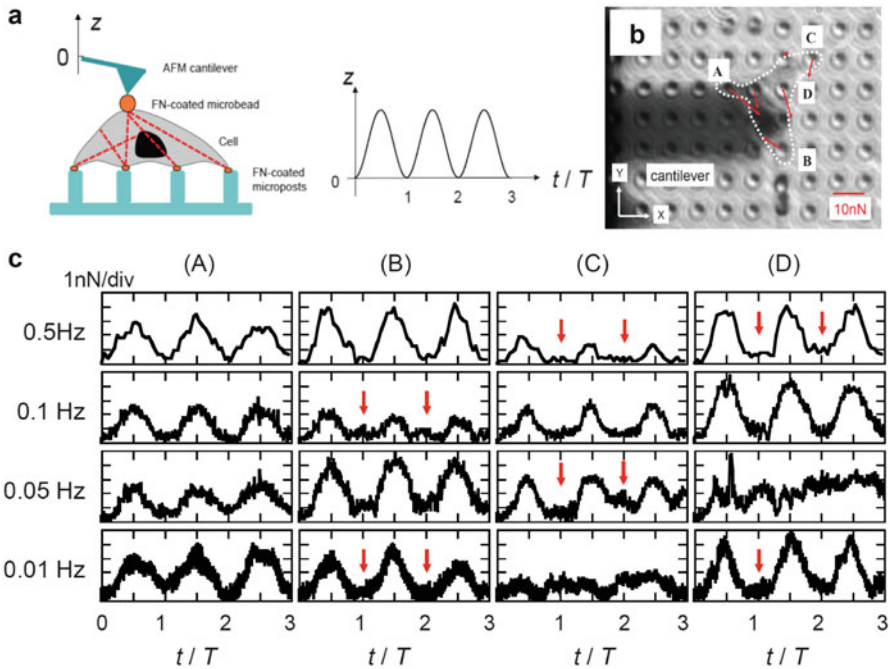 a
z
0
AFM cantilever
FN-coated microbead
Cell
FN-coated
microposts
z
0
1 2 3
t / T
b
A
C
D
B
cantilever
Y
X
10nN
c
1nN/div
(A) (B) (C) (D)
0.5Hz
0.1 Hz
0.05 Hz
0.01 Hz
0 1 2 3 1 2 3 1 2 3 0 1 2 3
t / T t / T t / T t / T